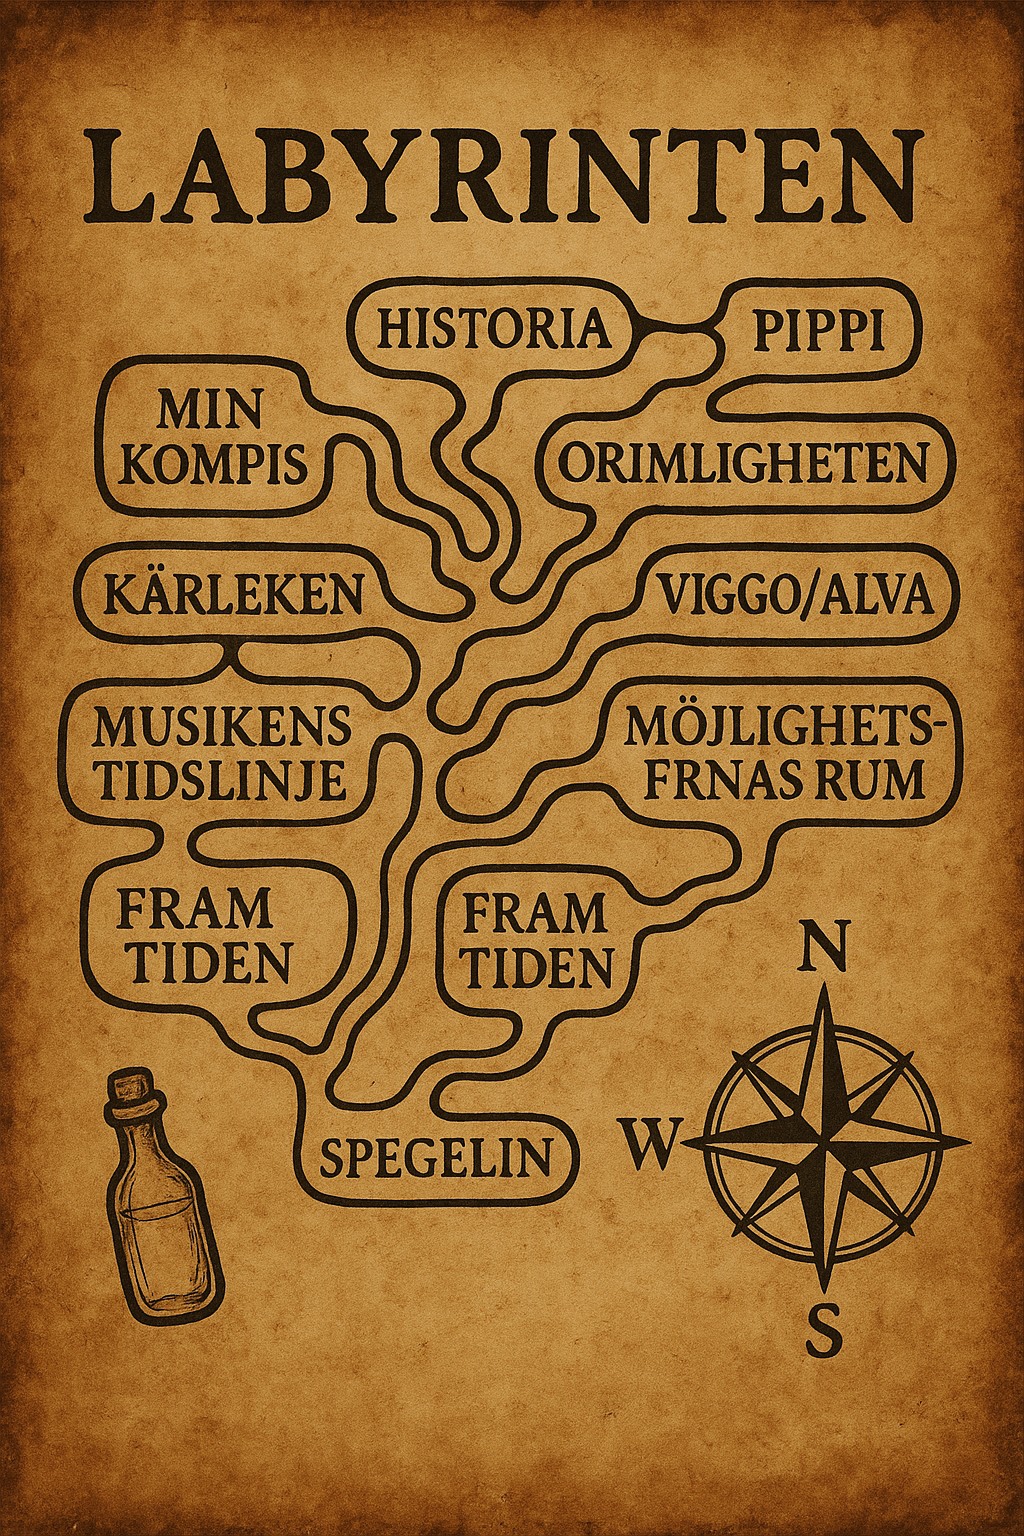 LABYRINTEN
HISTORIA
PIPPI
MIN
KOMPIS
ORIMLIGHETEN
KÄRLEKEN
VIGGO/ALVA
MUSIKENS
TIDSLINJE
MÖJLIGHETS-
FRNAS RUM
FRAM
TIDEN
FRAM
TIDEN
SPEGELIN
N
W
S